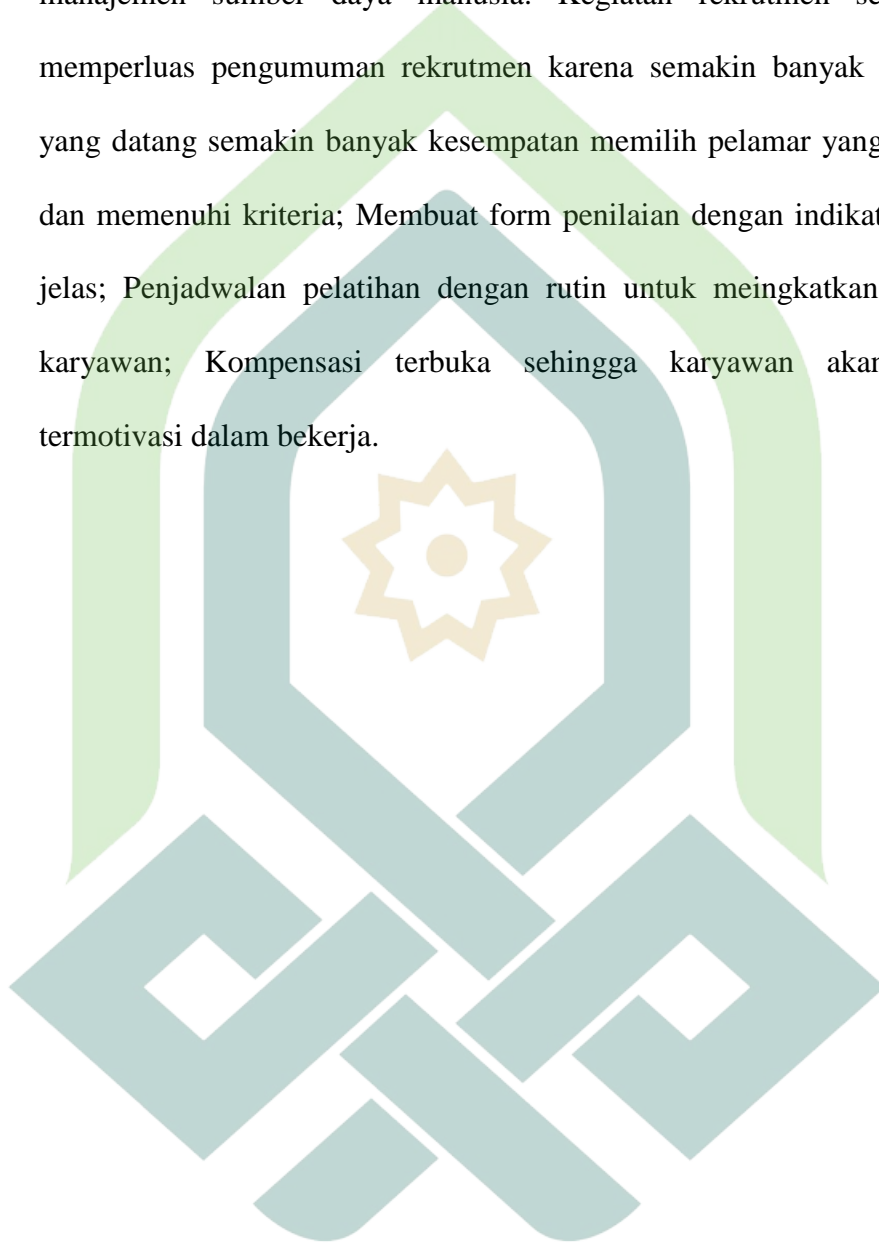 manajemen sumber daya manusia. Kegiatan rekrutmen
memperluas pengumuman rekrutmen karena semakin banyak
yang datang semakin banyak kesempatan memilih pelamar yang
dan memenuhi kriteria; Membuat form penilaian dengan
jelas; Penjadwalan pelatihan dengan rutin untuk meingkatkan
karyawan; Kompensasi terbuka sehingga karyawan akan
termotivasi dalam bekerja.